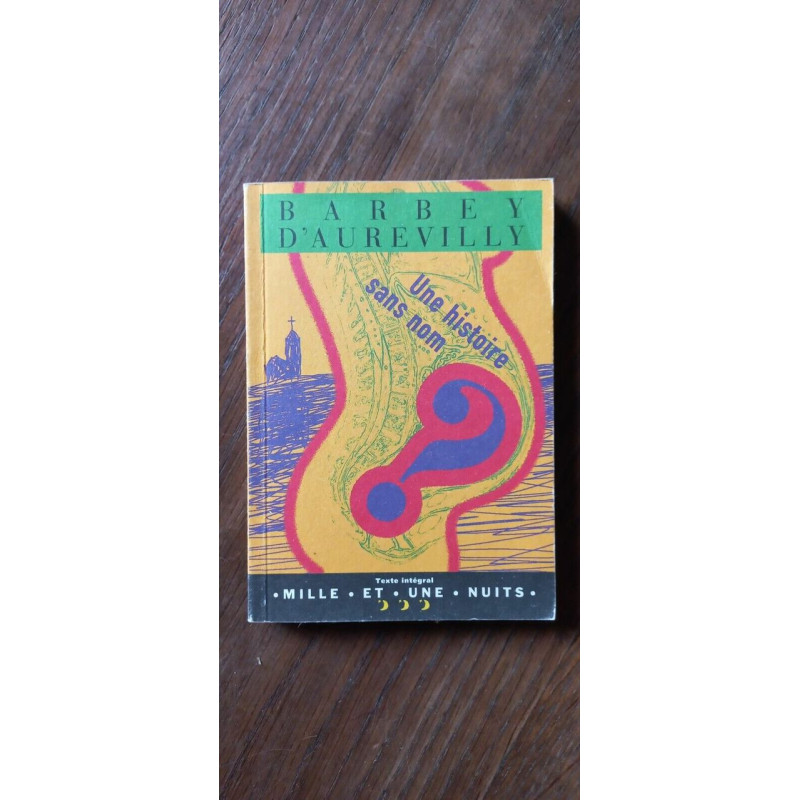 BARBEY
D'AUREVILLY
Une histoire
sans nom
Texte intégral
• MILLE • ET • UNE • NUITS •